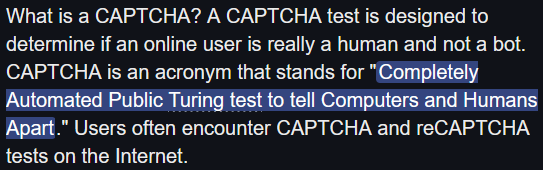 What is a CAPTCHA? A CAPTCHA test is designed to
determine if an online user is really a human and not a bot.
CAPTCHA is an acronym that stands for "Completely
Automated Public Turing test to tell Computers and Humans
Apart." Users often encounter CAPTCHA and reCAPTCHA
tests on the Internet.